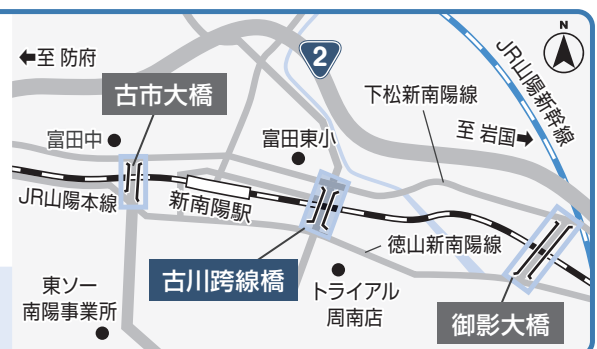 N
←至 防府
2
JR山陽新幹線
古市大橋
下松新南陽線
富田中
富田東小
至 岩国→
JR山陽本線
新南陽駅
徳山新南陽線
古川跨線橋
東ソー
南陽事業所
トライアル
周南店
御影大橋